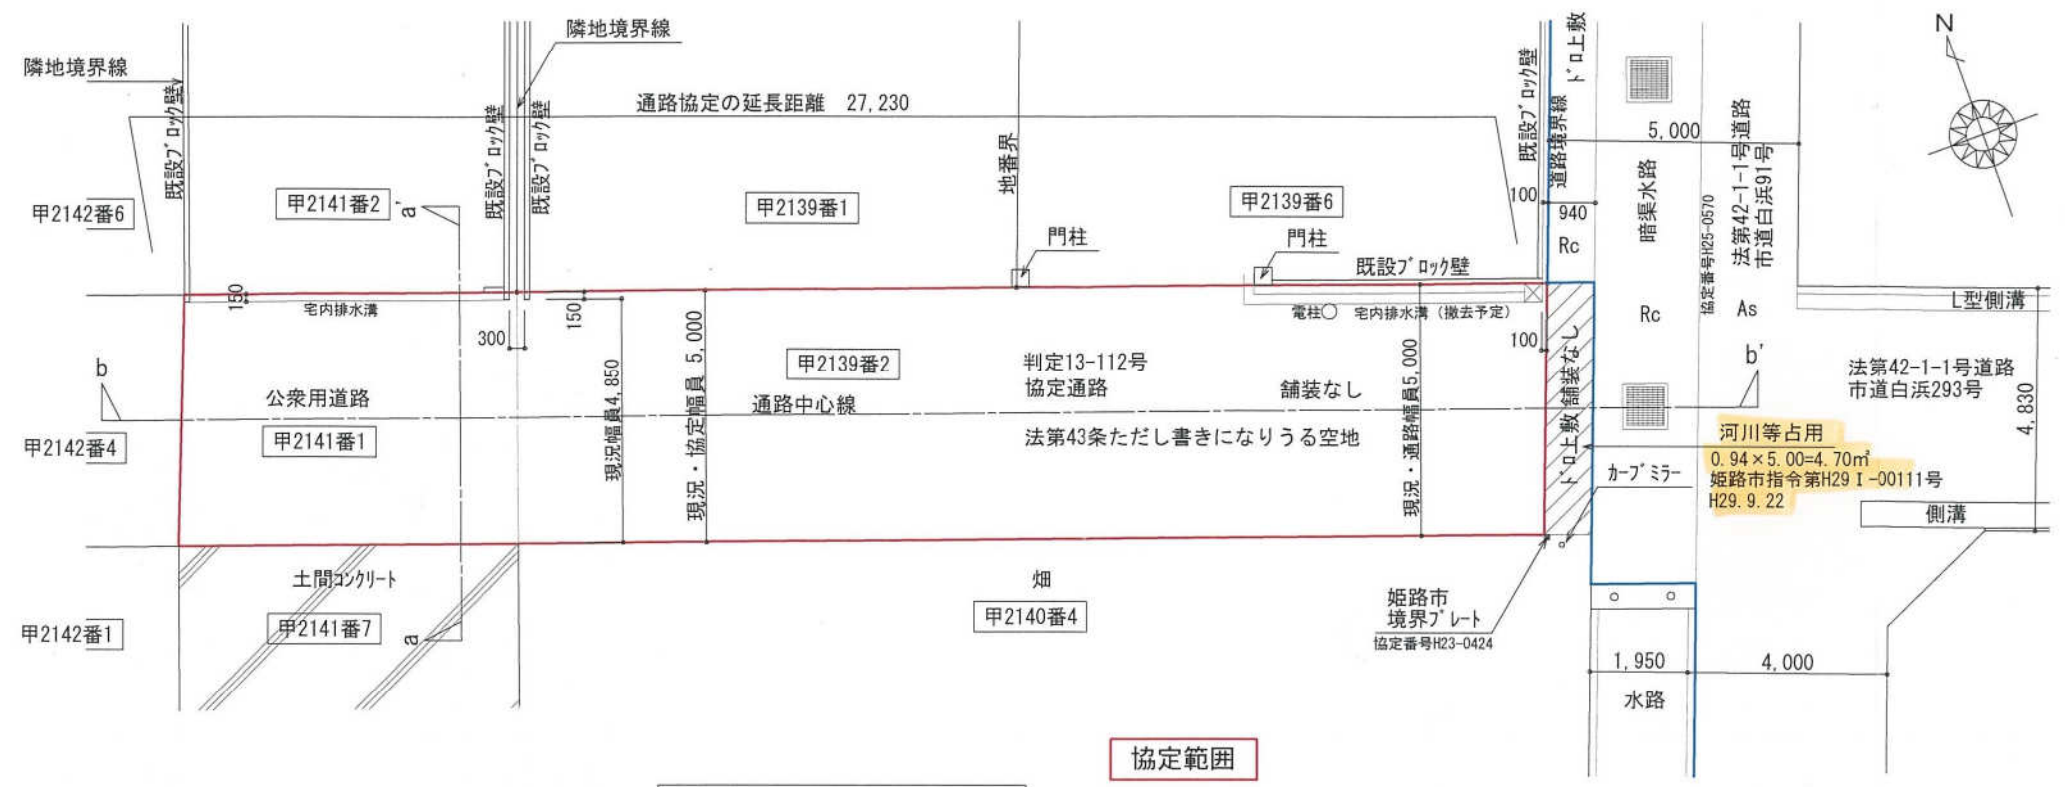 隣地境界線
隣地境界線
通路協定の延長距離 27,230
既設ブロック壁
既設ブロック壁
既設ブロック壁
地番界
既設ブロック壁
道路境界線
ドロ上敷
5,000
暗渠水路
協定番号H25-0570
法第42-1-1号道路
市道白浜91号
N
甲2142番6
甲2141番2
a'
甲2139番1
甲2139番6
100
940
Rc
門柱
門柱
既設ブロック壁
150
宅内排水溝
300
150
現況幅員4,850
現況・協定幅員 5,000
電柱○ 宅内排水溝(撤去予定)
100
Rc
As
L型側溝
b
公衆用道路
甲2141番1
甲2139番2
通路中心線
判定13-112号
協定通路
舗装なし
法第43条ただし書きになりうる空地
現況・通路幅員5,000
ドロ上敷 舗装なし
b'
法第42-1-1号道路
市道白浜293号
4,830
甲2142番4
河川等占用
0.94×5.00=4.70㎡
姫路市指令第H29Ⅰ-00111号
H29.9.22
カーブミラー
側溝
土間コンクリート
甲2141番7
a
畑
甲2140番4
甲2142番1
姫路市
境界プレート
協定番号H23-0424
1,950
4,000
水路
協定範囲